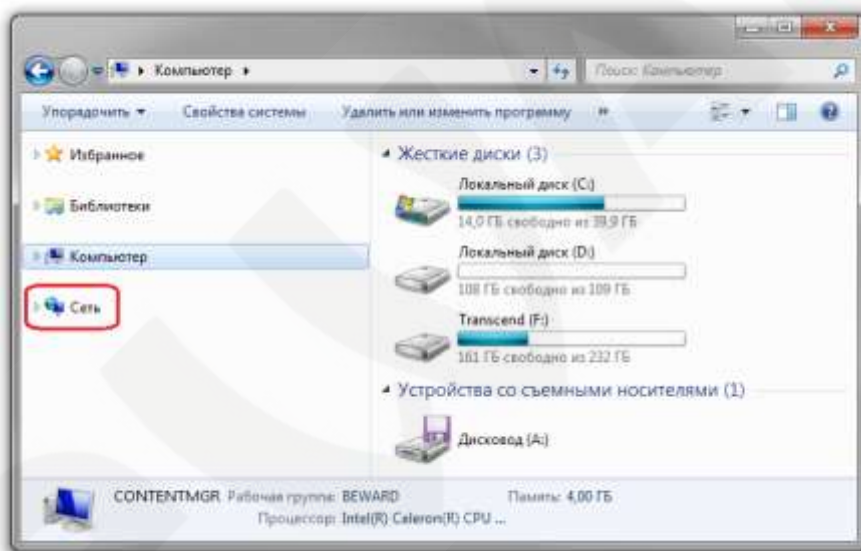 Компьютер
Поиск: Компьютер
Упорядочить
Свойства системы
Удалить или изменить программу
»
Избранное
Библиотеки
Компьютер
Сеть
Жесткие диски (3)
Локальный диск (C:)
14,0 ГБ свободно из 39,9 ГБ
Локальный диск (D:)
108 ГБ свободно из 109 ГБ
Transcend (F:)
161 ГБ свободно из 232 ГБ
Устройства со съемными носителями (1)
Дисковод (A:)
CONTENTMGR Рабочая группа: BEWARD Память: 4,00 ГБ
Процессор: Intel(R) Celeron(R) CPU ...